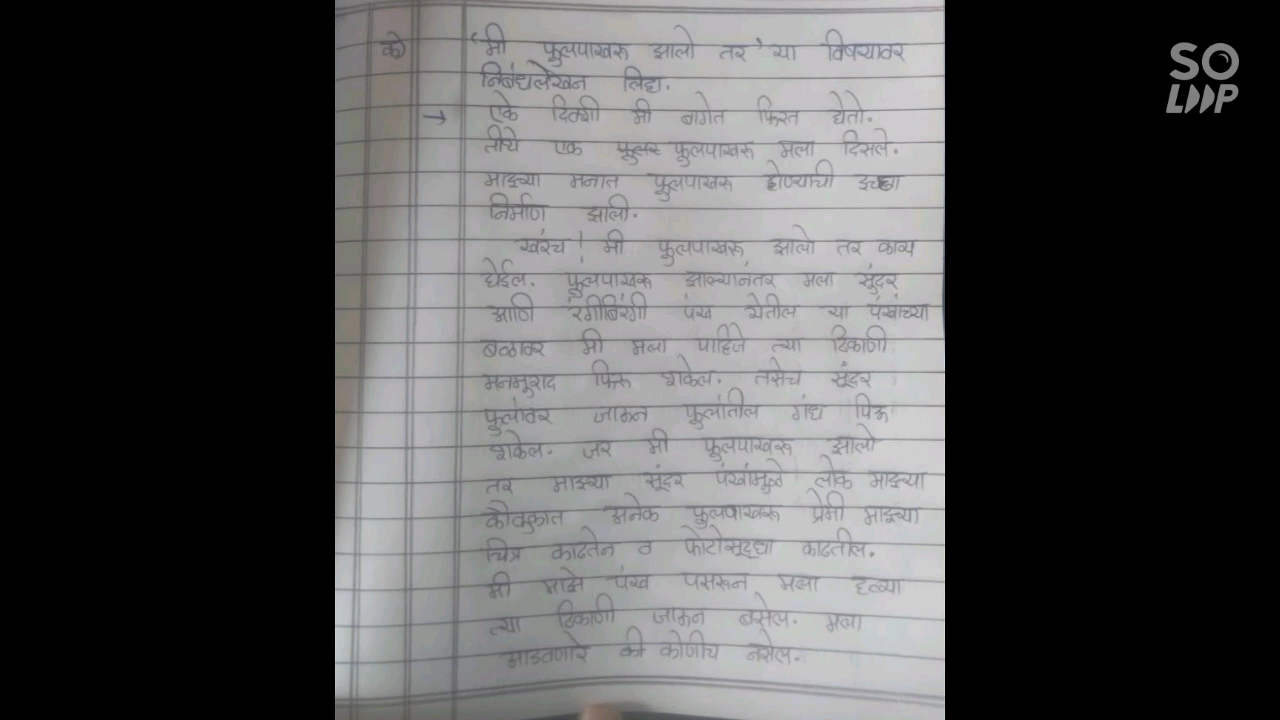 SO
LOOP
क) 'मी फूलपाखरू झालो तर' या विषयावर
निबंधलेखन लिहा.
→ एके दिवशी मी बागेत फिरत होतो.
तीथे एक सुंदर फूलपाखरू मला दिसले.
माझ्या मनात फूलपाखरू होण्याची इच्छा
निर्माण झाली.
खरंच! मी फूलपाखरू झालो तर काय
होईल. फूलपाखरू झाल्यानंतर मला सुंदर
आणि रंगीबिरंगी पंख येतील या पंखांच्या
बळावर मी मला पाहिजे त्या ठिकाणी
मनमुराद फिरू शकेल. तसेच सूंदर
फुलांवर जाऊन फुलांतील गंध पिऊ
शकेल. जर मी फूलपाखरू झालो
तर माझ्या सूंदर पंखांमुळे लोक माझ्या
कौतुकात अनेक फूलपाखरू प्रेमी माझ्या
चित्र काढतेन व फोटोसूद्धा काढतील.
मी माझे पंख पसरून मला हव्या
त्या ठिकाणी जाऊन बसेल. मला
आडवणारे की कोणीच नसेल.